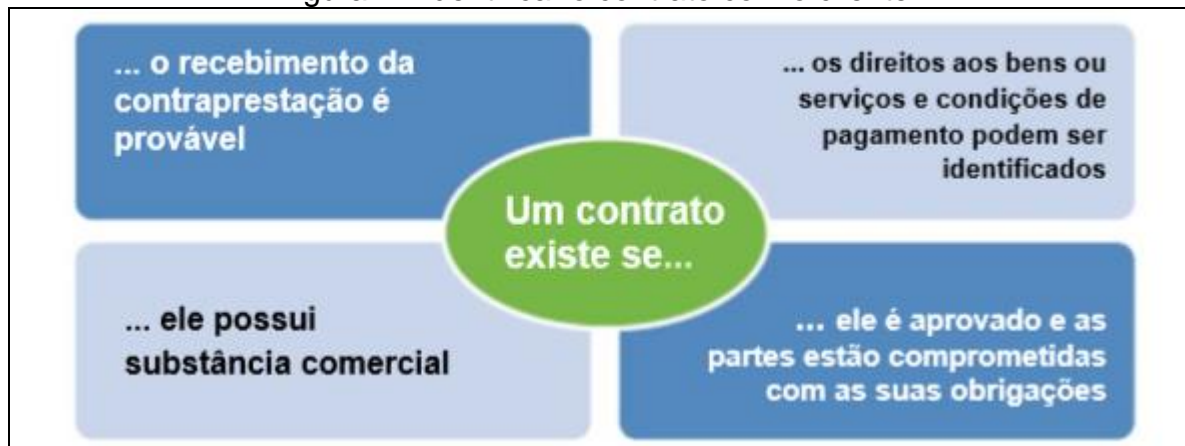 ... o recebimento da
contraprestação é
provável
... os direitos aos bens ou
serviços e condições de
pagamento podem ser
identificados
Um contrato
existe se...
... ele possui
substância comercial
... ele é aprovado e as
partes estão comprometidas
com as suas obrigações